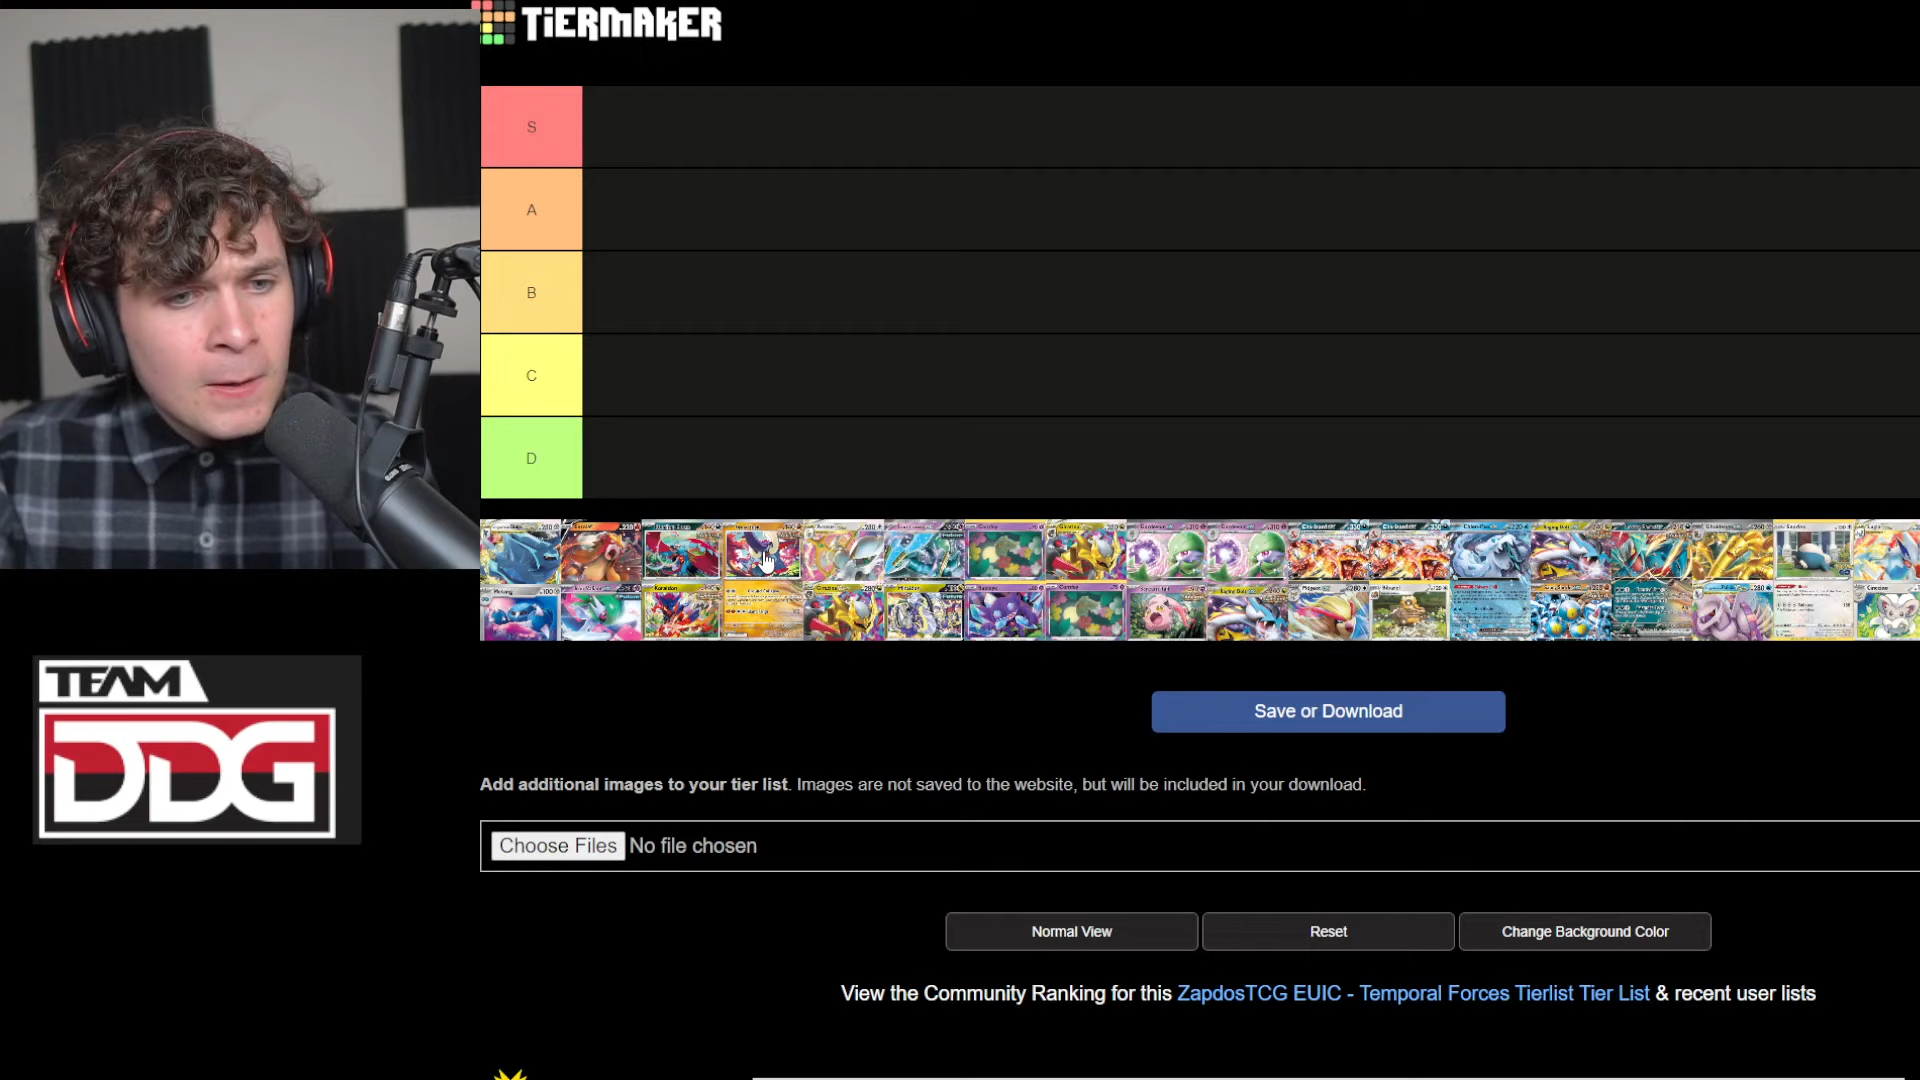 TiERMAKER
S
A
B
C
D
Save or Download
Add additional images to your tier list. Images are not saved to the website, but will be included in your download.
Choose Files No file chosen
Normal View
Reset
Change Background Color
View the Community Ranking for this ZapdosTCG EUIC - Temporal Forces Tierlist Tier List & recent user lists
TEAM
DDG